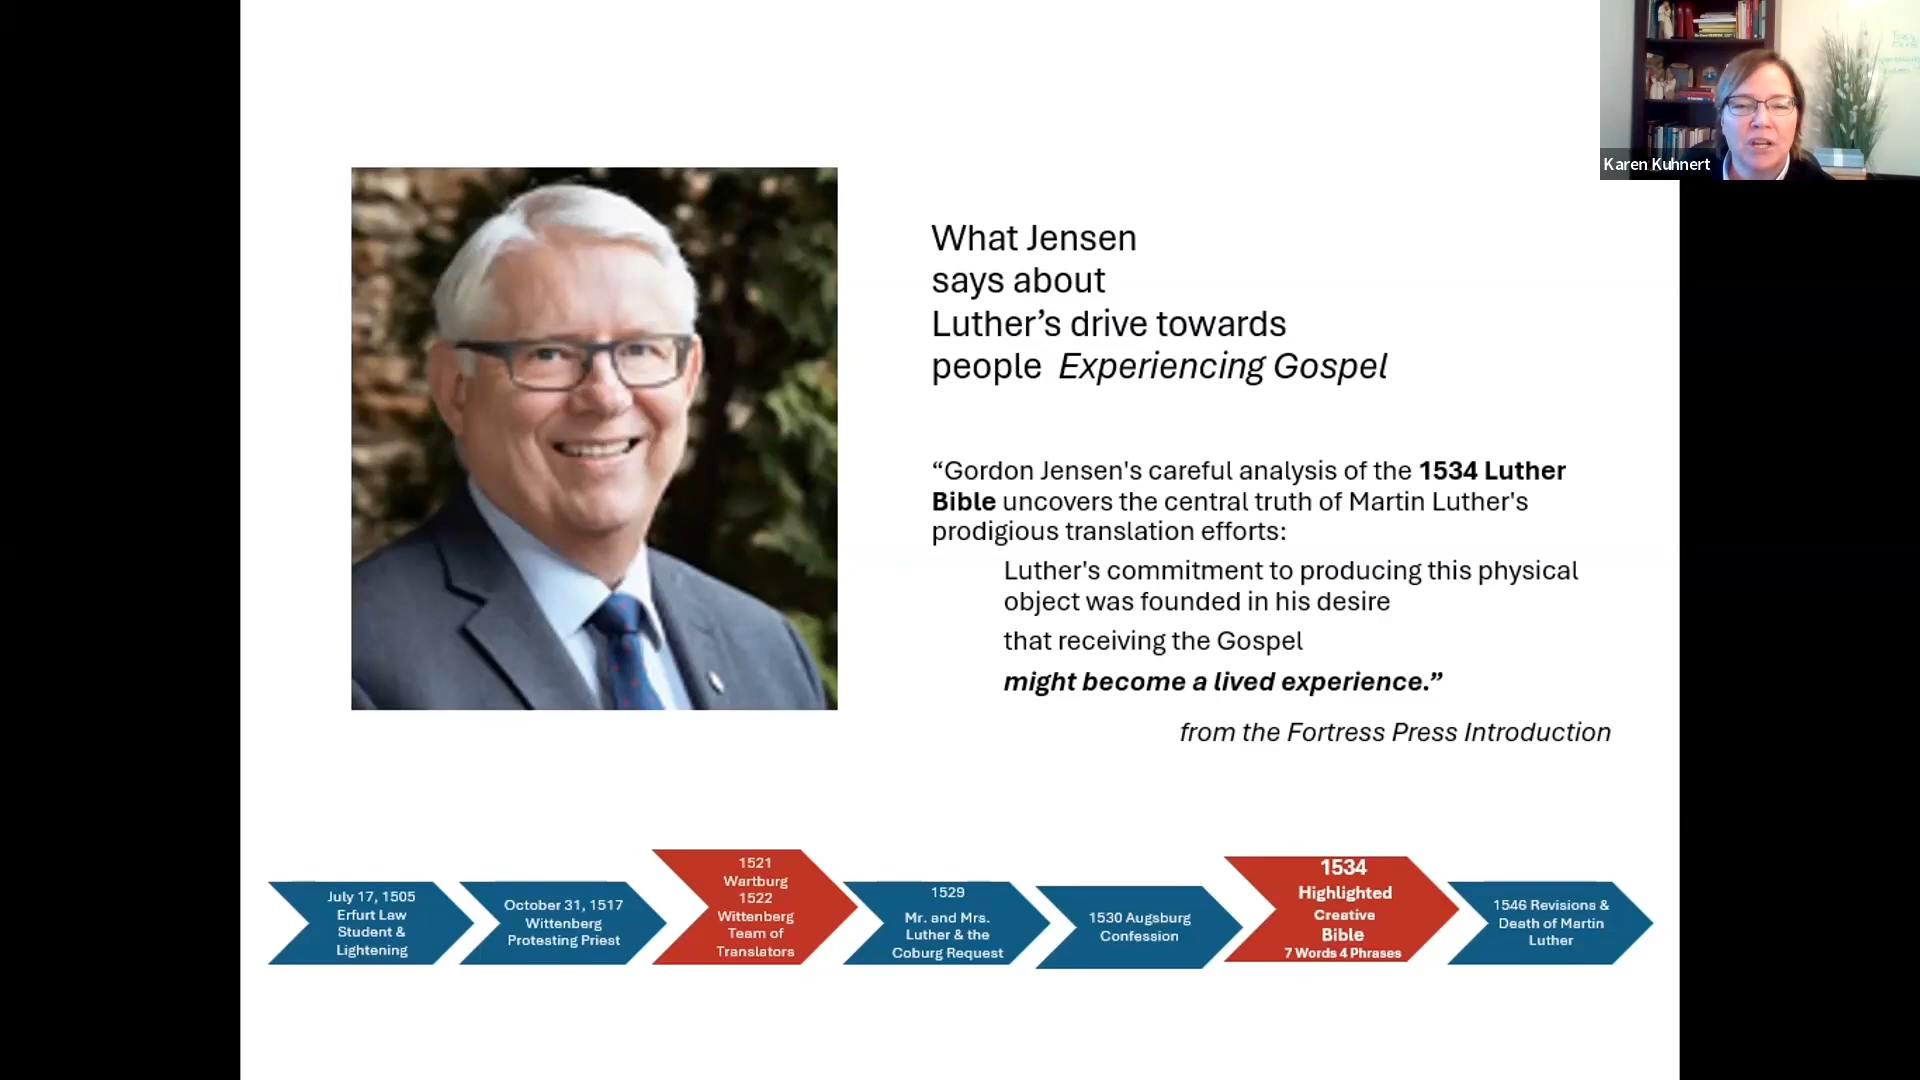 Karen Kuhnert
What Jensen
says about
Luther’s drive towards
people Experiencing Gospel
“Gordon Jensen's careful analysis of the 1534 Luther
Bible uncovers the central truth of Martin Luther's
prodigious translation efforts:
Luther's commitment to producing this physical
object was founded in his desire
that receiving the Gospel
might become a lived experience.”
from the Fortress Press Introduction
July 17, 1505
Erfurt Law
Student &
Lightening
October 31, 1517
Wittenberg
Protesting Priest
1521
Wartburg
1522
Wittenberg
Team of
Translators
1529
Mr. and Mrs.
Luther & the
Coburg Request
1530 Augsburg
Confession
1534
Highlighted
Creative
Bible
7 Words 4 Phrases
1546 Revisions &
Death of Martin
Luther